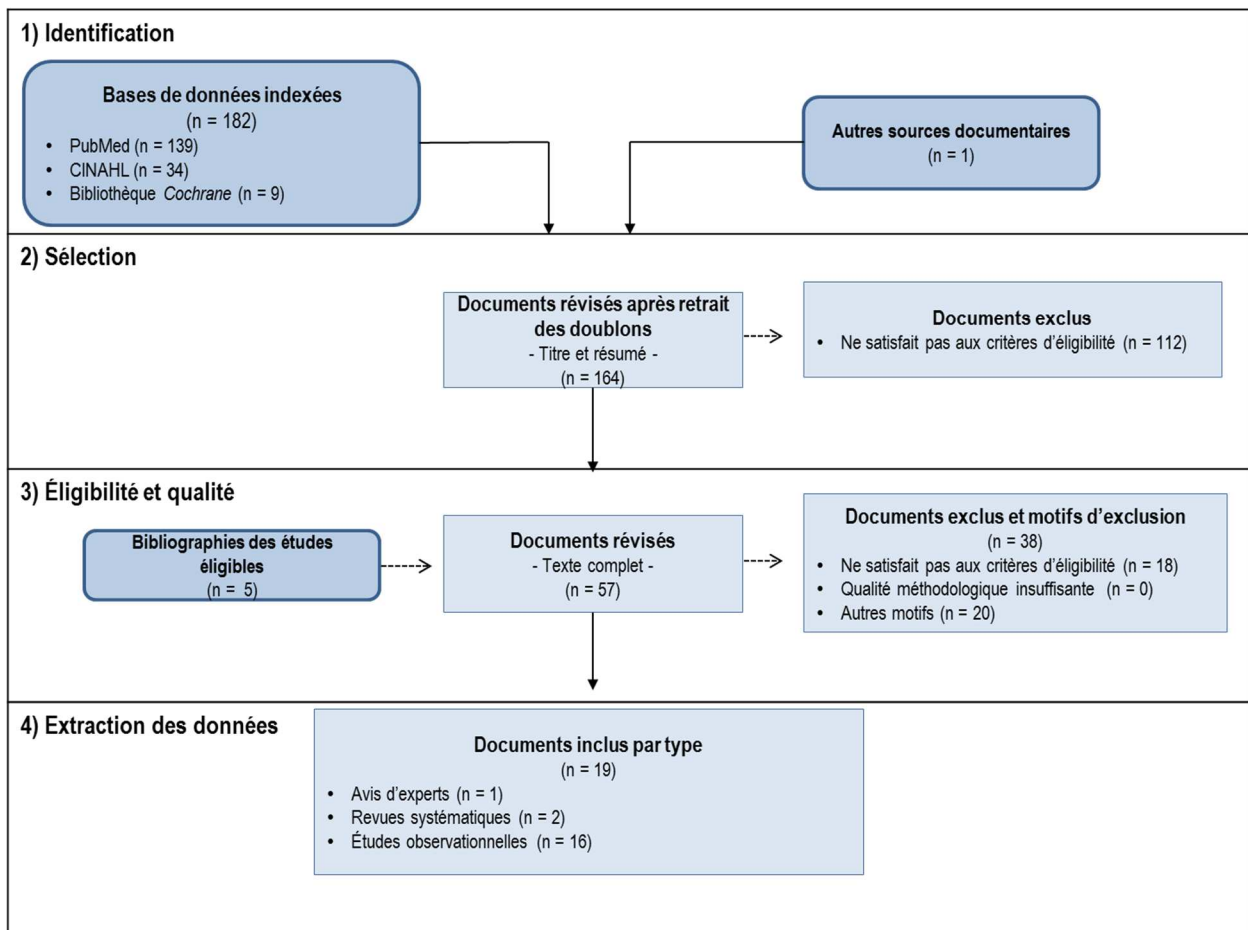 1) Identification
Bases de données indexées
(n = 182)
• PubMed (n = 139)
• CINAHL (n = 34)
• Bibliothèque Cochrane (n = 9)
Autres sources documentaires
(n = 1)
2) Sélection
Documents révisés après retrait
des doublons
- Titre et résumé -
(n = 164)
Documents exclus
• Ne satisfait pas aux critères d’éligibilité (n = 112)
3) Éligibilité et qualité
Bibliographies des études
éligibles
(n = 5)
Documents révisés
- Texte complet -
(n = 57)
Documents exclus et motifs d’exclusion
(n = 38)
• Ne satisfait pas aux critères d’éligibilité (n = 18)
• Qualité méthodologique insuffisante (n = 0)
• Autres motifs (n = 20)
4) Extraction des données
Documents inclus par type
(n = 19)
• Avis d’experts (n = 1)
• Revues systématiques (n = 2)
• Études observationnelles (n = 16)